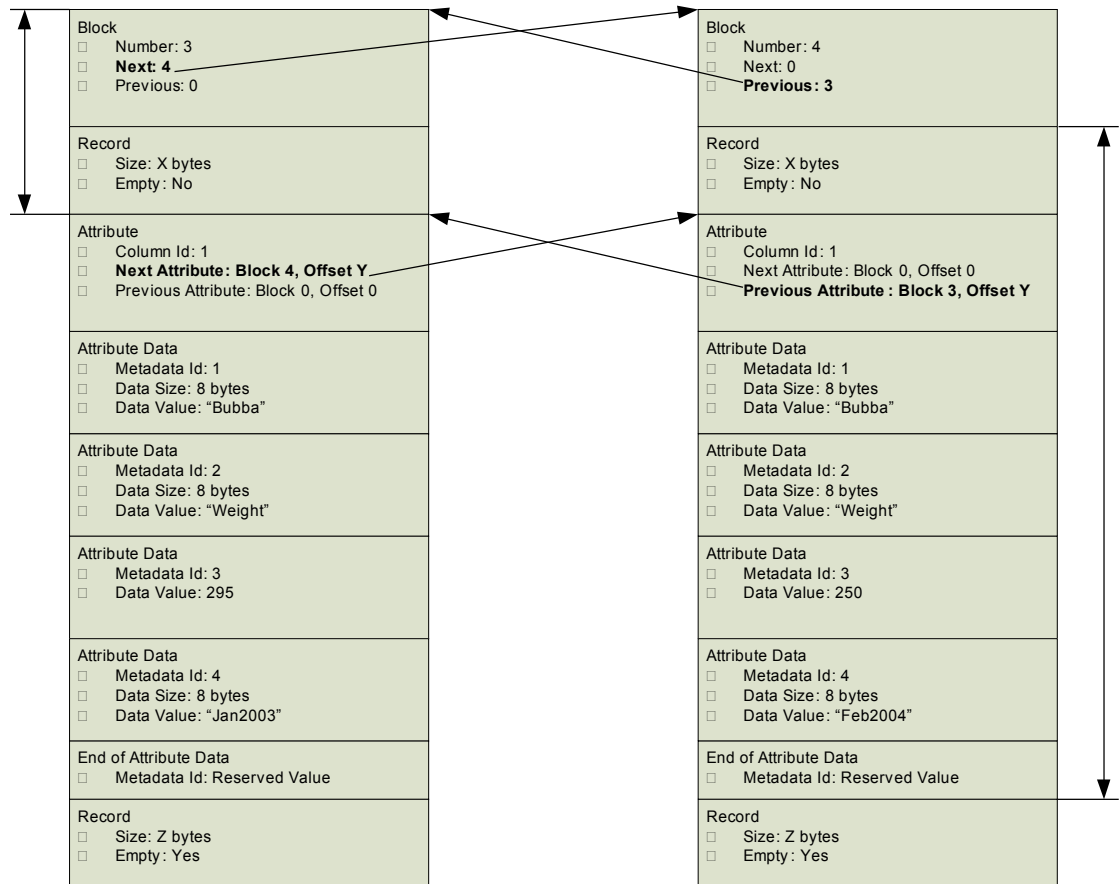 Block
□ Number: 3
□ Next: 4
□ Previous: 0
Record
□ Size: X bytes
□ Empty: No
Attribute
□ Column Id: 1
□ Next Attribute: Block 4, Offset Y
□ Previous Attribute: Block 0, Offset 0
Attribute Data
□ Metadata Id: 1
□ Data Size: 8 bytes
□ Data Value: “Bubba”
Attribute Data
□ Metadata Id: 2
□ Data Size: 8 bytes
□ Data Value: “Weight”
Attribute Data
□ Metadata Id: 3
□ Data Value: 295
Attribute Data
□ Metadata Id: 4
□ Data Size: 8 bytes
□ Data Value: “Jan2003”
End of Attribute Data
□ Metadata Id: Reserved Value
Record
□ Size: Z bytes
□ Empty: Yes
Block
□ Number: 4
□ Next: 0
□ Previous: 3
Record
□ Size: X bytes
□ Empty: No
Attribute
□ Column Id: 1
□ Next Attribute: Block 0, Offset 0
□ Previous Attribute: Block 3, Offset Y
Attribute Data
□ Metadata Id: 1
□ Data Size: 8 bytes
□ Data Value: “Bubba”
Attribute Data
□ Metadata Id: 2
□ Data Size: 8 bytes
□ Data Value: “Weight”
Attribute Data
□ Metadata Id: 3
□ Data Value: 250
Attribute Data
□ Metadata Id: 4
□ Data Size: 8 bytes
□ Data Value: “Feb2004”
End of Attribute Data
□ Metadata Id: Reserved Value
Record
□ Size: Z bytes
□ Empty: Yes